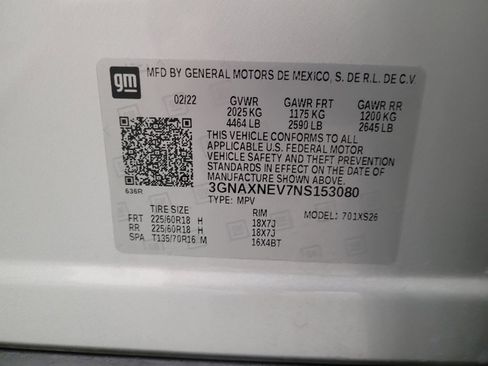 gm
MFD BY GENERAL MOTORS DE MEXICO, S. DE R.L. DE C.V.
02/22 GVWR GAWR FRT GAWR RR
2025 KG 1175 KG 1200 KG
4464 LB 2590 LB 2645 LB
THIS VEHICLE CONFORMS TO ALL
APPLICABLE U.S. FEDERAL MOTOR
VEHICLE SAFETY AND THEFT PREVENTION
STANDARDS IN EFFECT ON THE DATE OF
MANUFACTURE SHOWN ABOVE.
636R 3GNAXNEV7NS153080
TYPE: MPV
TIRE SIZE RIM MODEL: 701XS26
FRT 225/60R18 H 18X7J
RR 225/60R18 H 18X7J
SPA T135/70R16 M 16X4BT